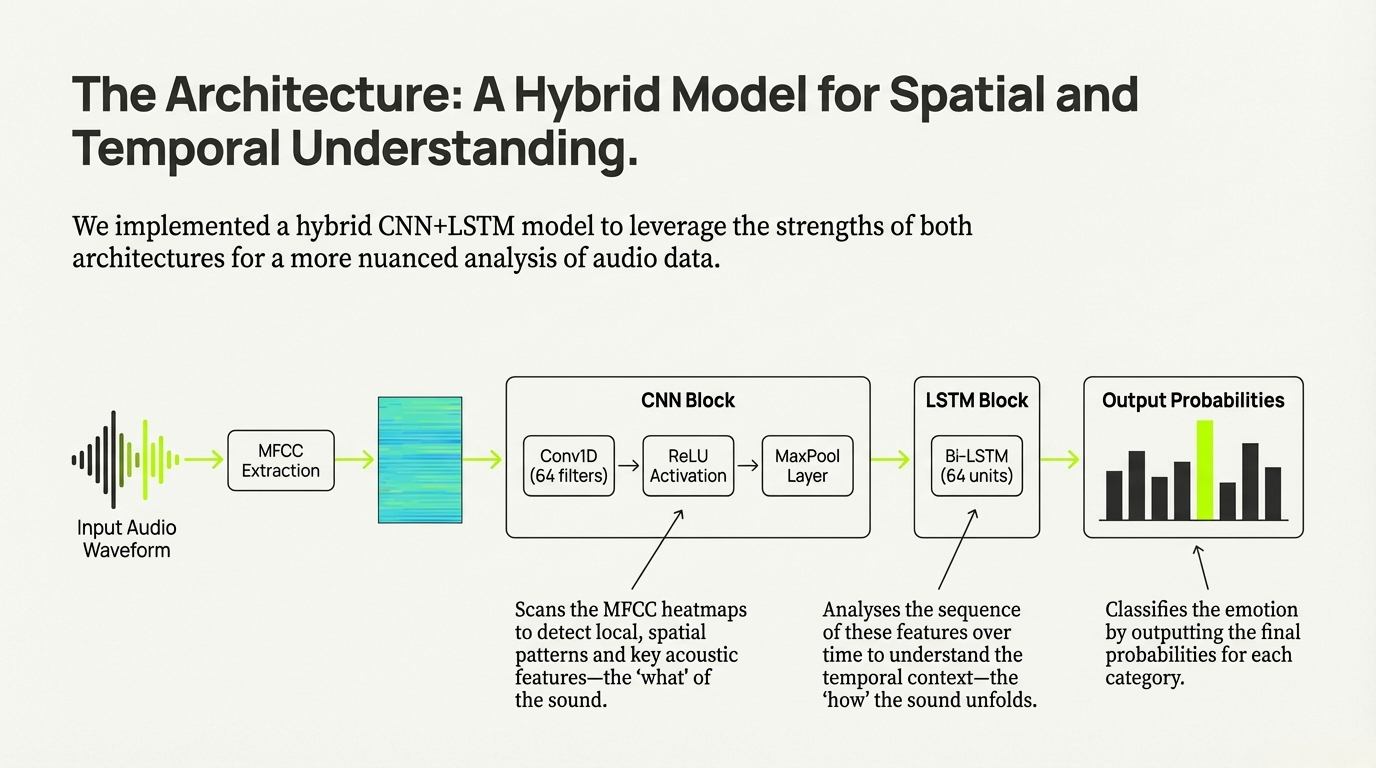 The Architecture: A Hybrid Model for Spatial and
Temporal Understanding.
We implemented a hybrid CNN+LSTM model to leverage the strengths of both
architectures for a more nuanced analysis of audio data.
Input Audio
Waveform
MFCC
Extraction
CNN Block
Conv1D
(64 filters)
ReLU
Activation
MaxPool
Layer
LSTM Block
Bi-LSTM
(64 units)
Output Probabilities
Scans the MFCC heatmaps
to detect local, spatial
patterns and key acoustic
features—the ‘what’ of
the sound.
Analyses the sequence
of these features over
time to understand the
temporal context—the
‘how’ the sound unfolds.
Classifies the emotion
by outputting the final
probabilities for each
category.